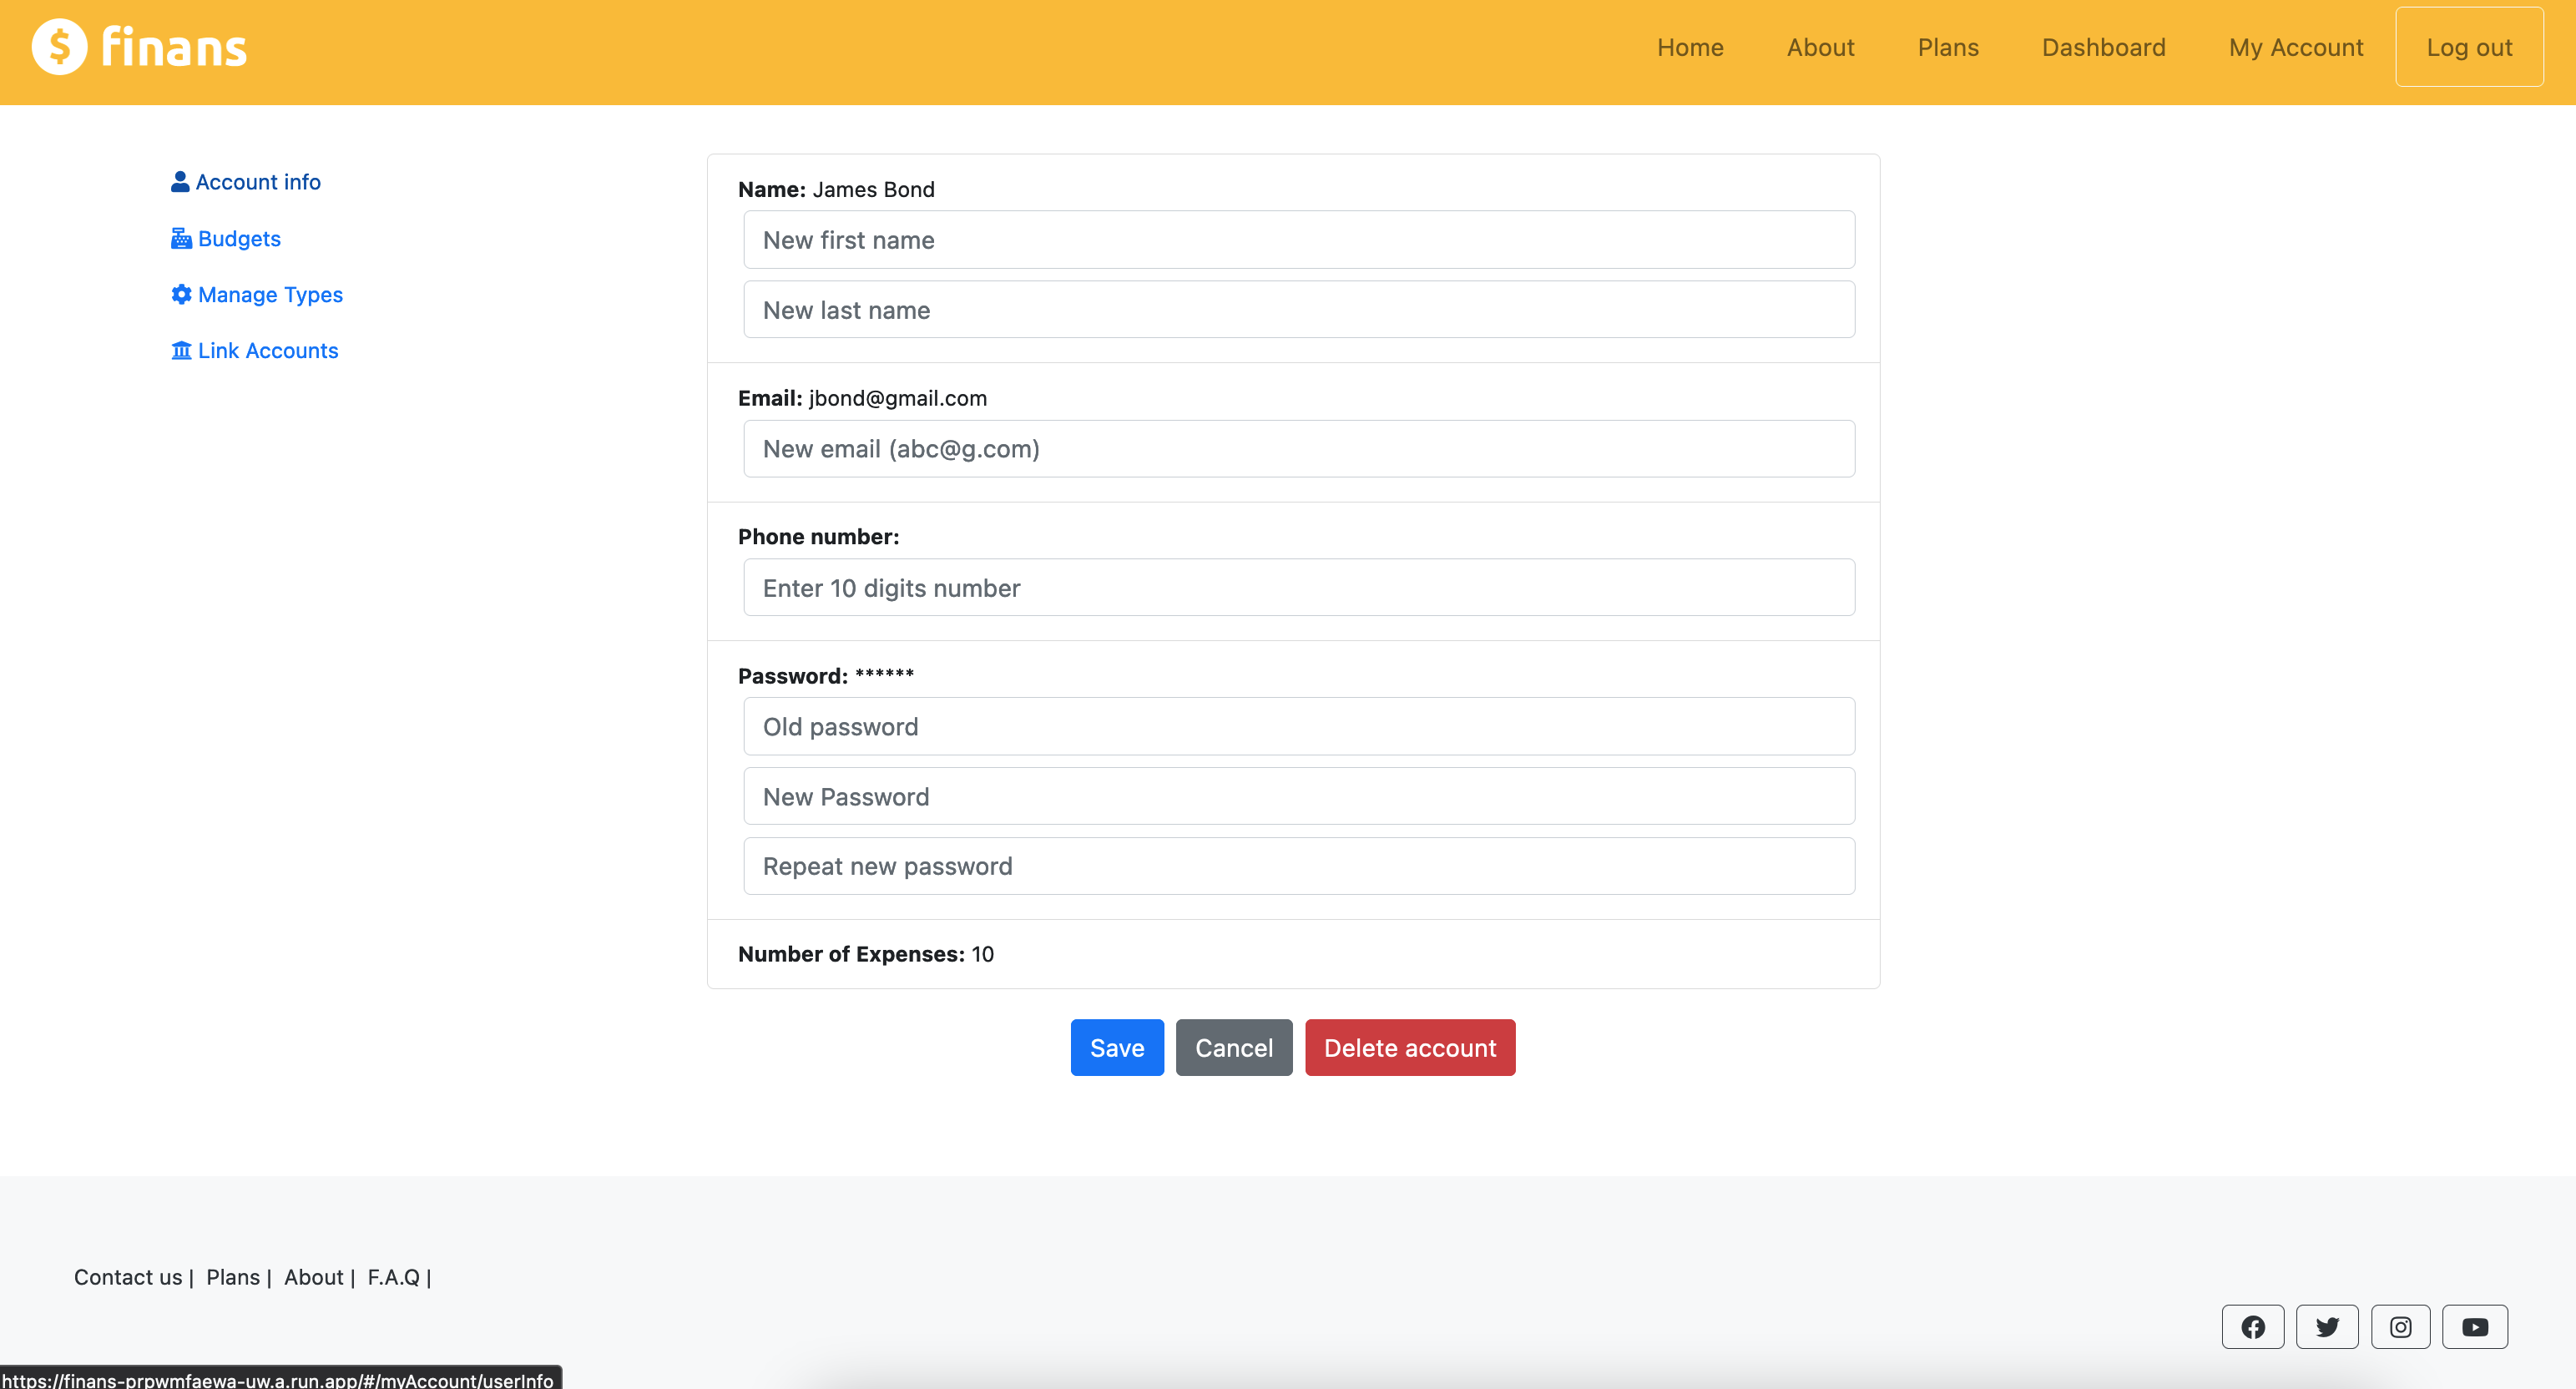 $ finans
Home About Plans Dashboard My Account Log out
Account info
Budgets
Manage Types
Link Accounts
Name: James Bond
New first name
New last name
Email: jbond@gmail.com
New email (abc@g.com)
Phone number:
Enter 10 digits number
Password: ******
Old password
New Password
Repeat new password
Number of Expenses: 10
Save Cancel Delete account
Contact us | Plans | About | F.A.Q |
https://finans-prpwmfaewa-uw.a.run.app/#/myAccount/userInfo